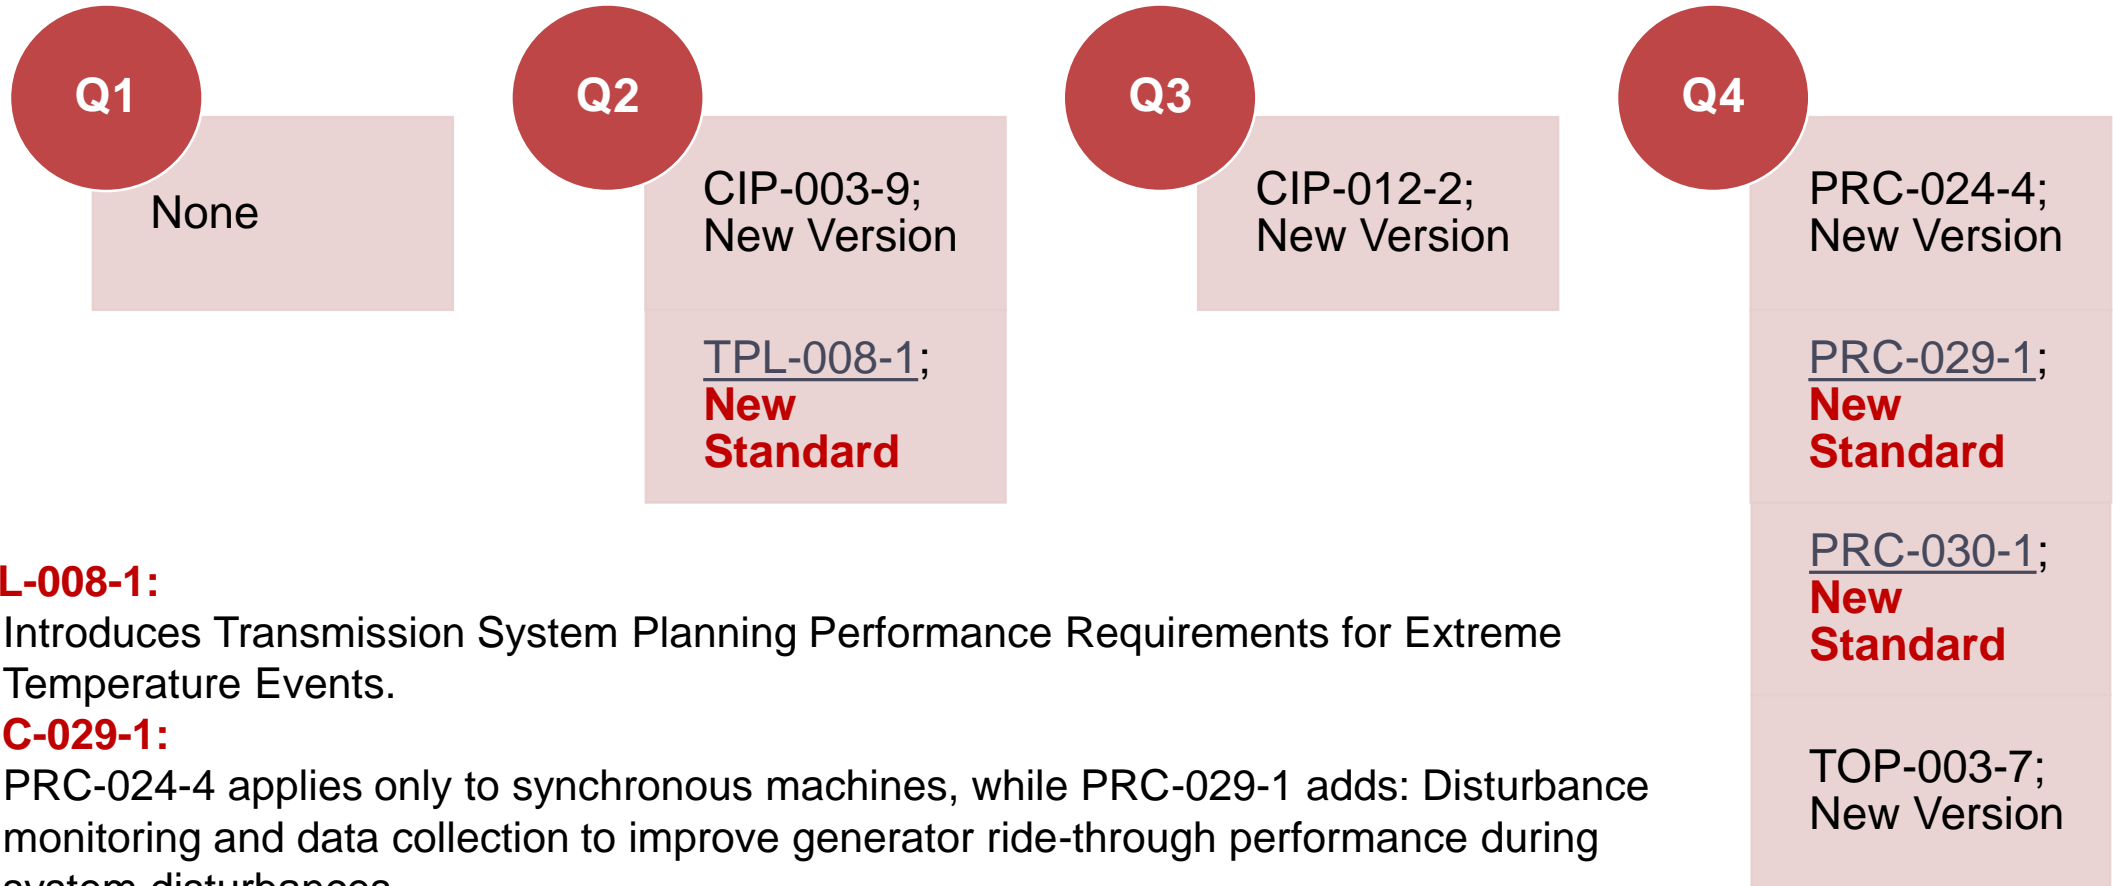 Q1
None
Q2
CIP-003-9;
New Version
TPL-008-1;
New
Standard
Q3
CIP-012-2;
New Version
Q4
PRC-024-4;
New Version
PRC-029-1;
New
Standard
PRC-030-1;
New
Standard
TOP-003-7;
New Version
L-008-1:
Introduces Transmission System Planning Performance Requirements for Extreme
Temperature Events.
C-029-1:
PRC-024-4 applies only to synchronous machines, while PRC-029-1 adds: Disturbance
monitoring and data collection to improve generator ride-through performance during
system disturbances